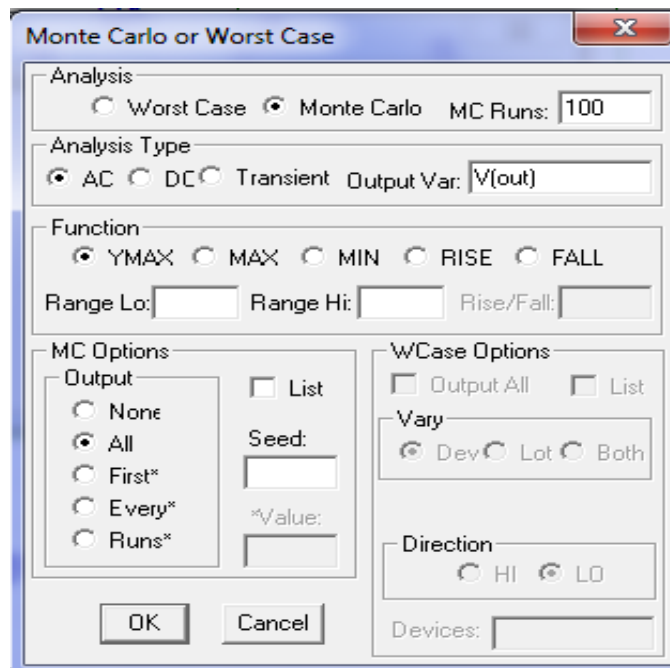 Monte Carlo or Worst Case
Analysis
Worst Case Monte Carlo MC Runs: 100
Analysis Type
AC DC Transient Output Var: V(out)
Function
YMAX MAX MIN RISE FALL
Range Lo: Range Hi: Rise/Fall:
MC Options
Output
None
All
First*
Every*
Runs*
List
Seed:
*Value:
WCase Options
Output All List
Vary
Dev Lot Both
Direction
HI LO
Devices:
OK Cancel